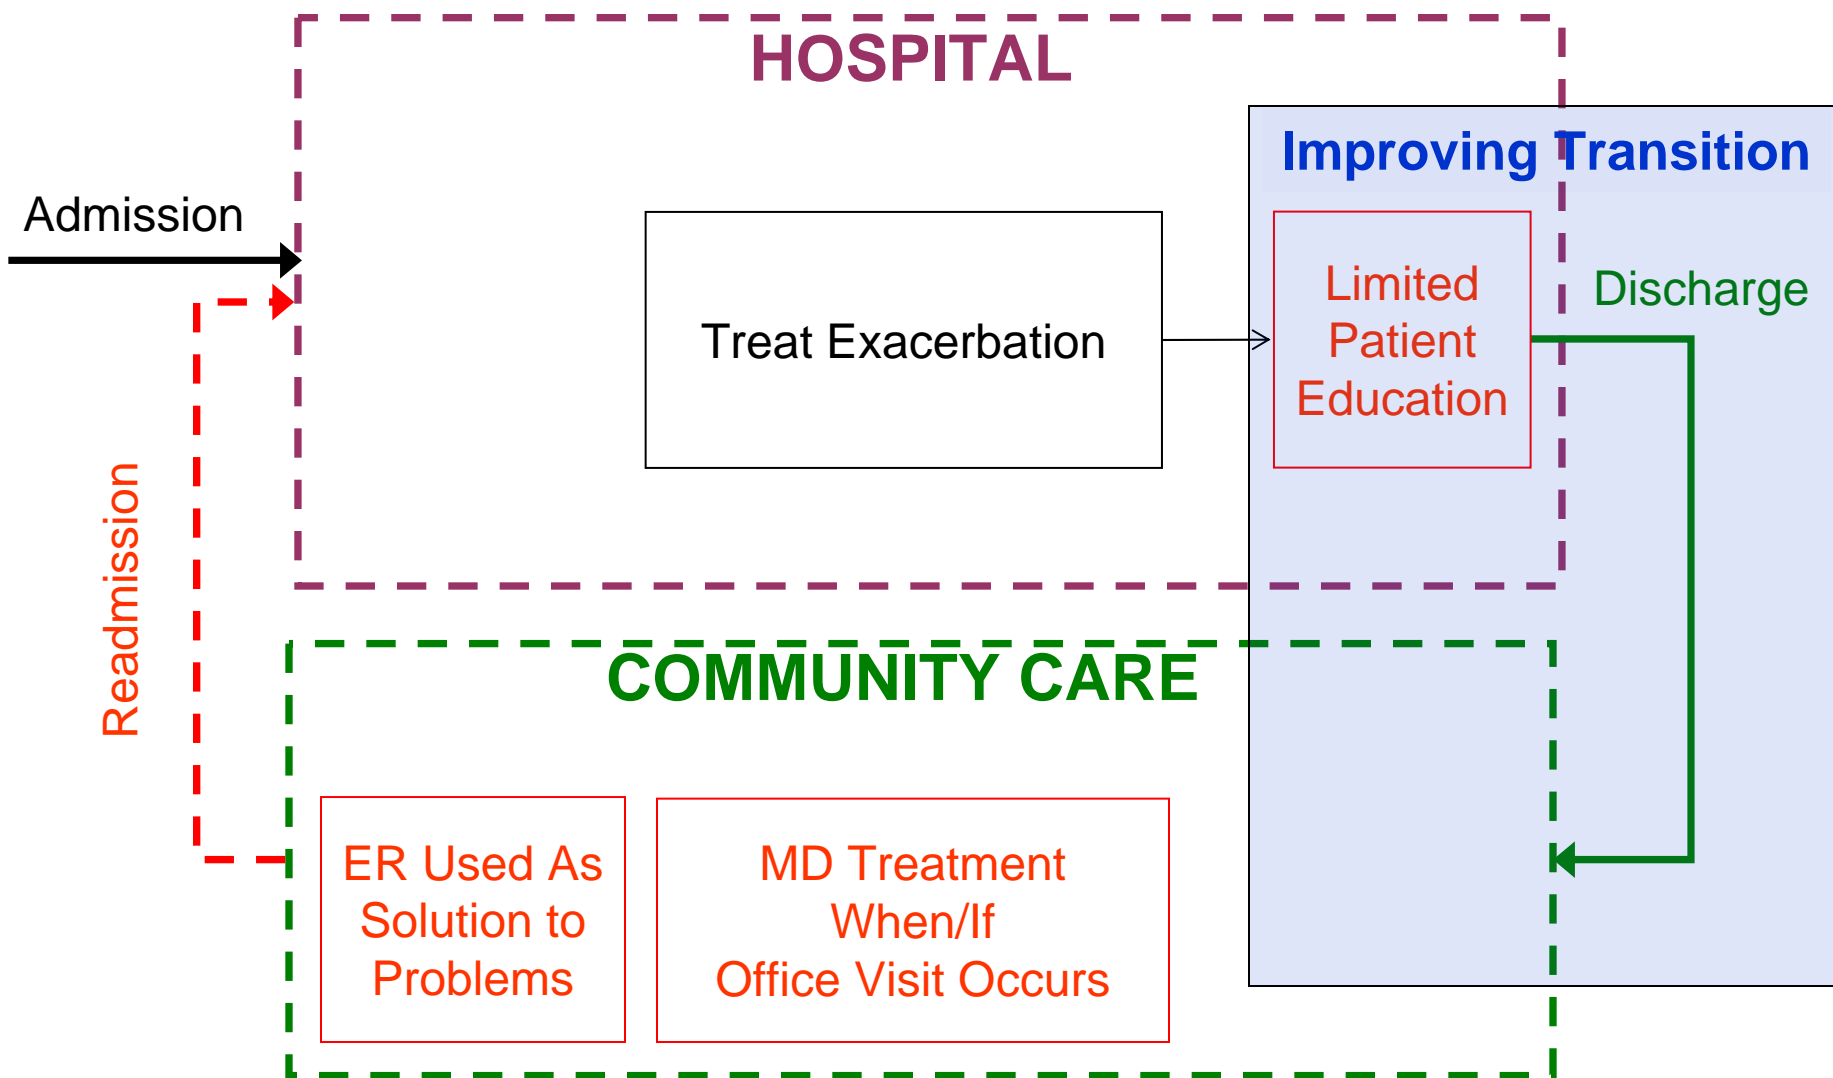 HOSPITAL
Improving Transition
Admission
Treat Exacerbation
Limited
Patient
Education
Discharge
Readmission
COMMUNITY CARE
ER Used As
Solution to
Problems
MD Treatment
When/If
Office Visit Occurs